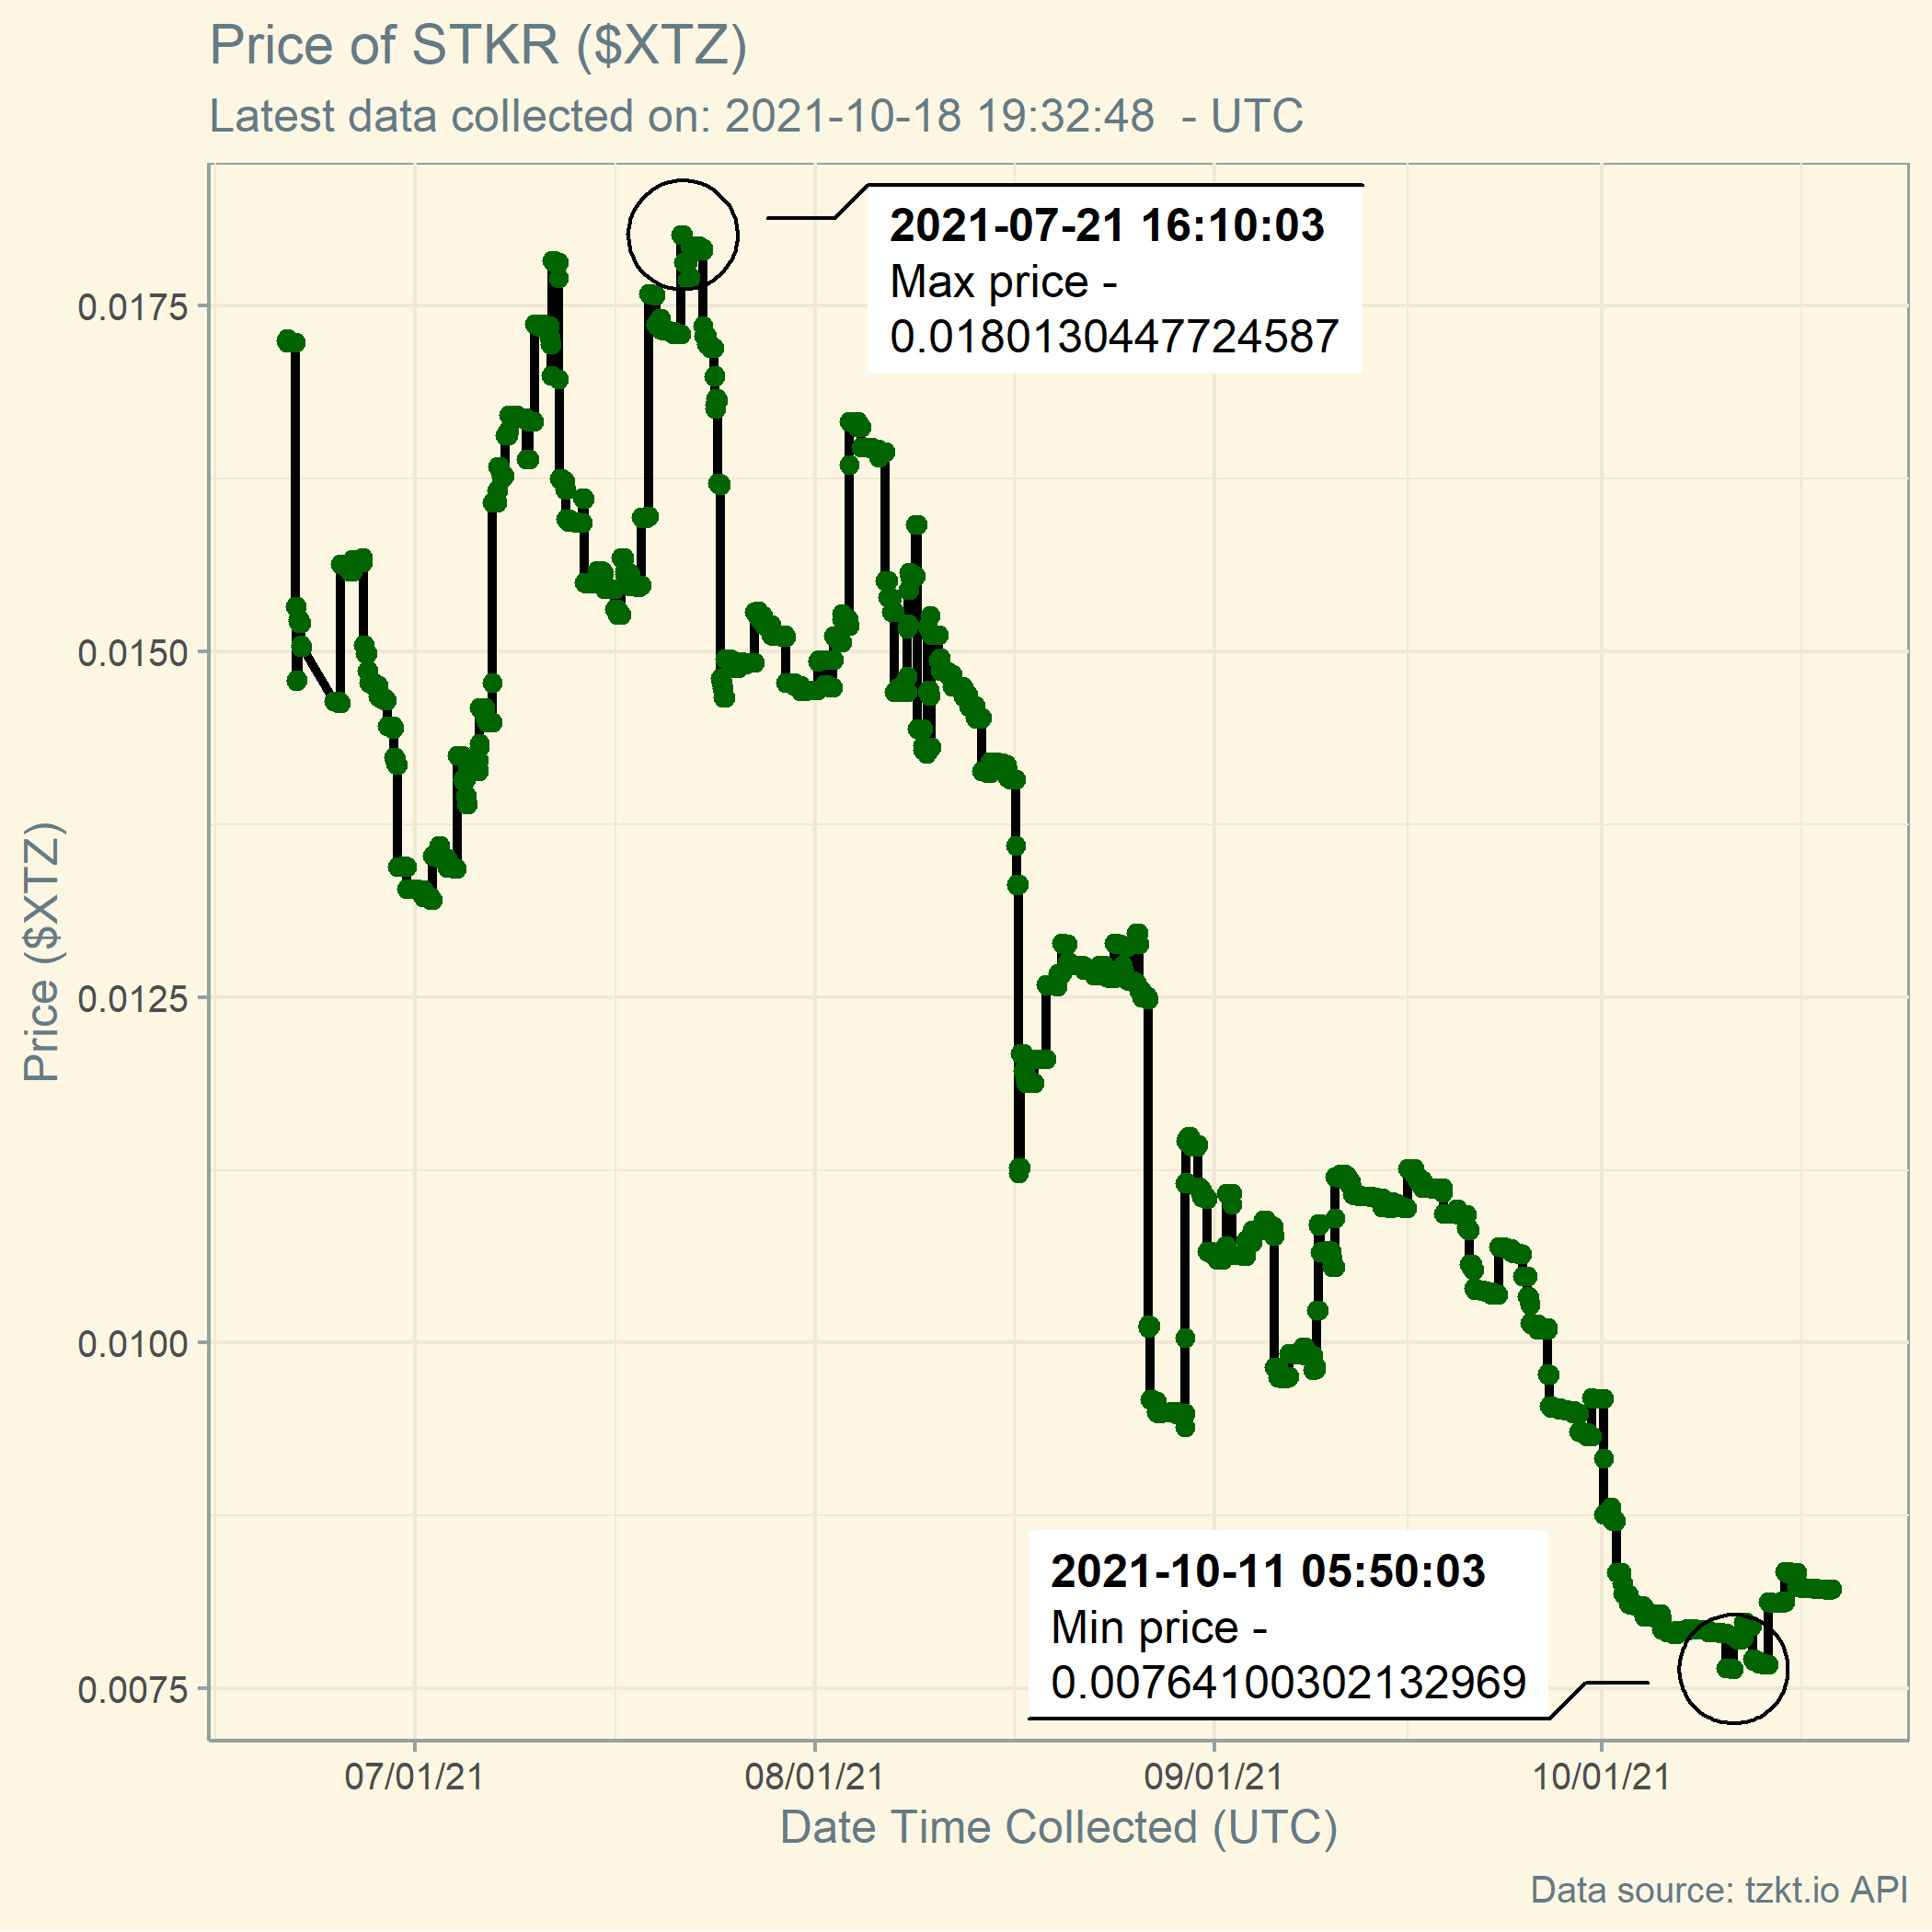 Price of STKR ($XTZ)
Latest data collected on: 2021-10-18 19:32:48 - UTC
2021-07-21 16:10:03
Max price -
0.0180130447724587
0.0175
0.0150
0.0125
0.0100
0.0075
Price ($XTZ)
2021-10-11 05:50:03
Min price -
0.00764100302132969
07/01/21
08/01/21
09/01/21
10/01/21
Date Time Collected (UTC)
Data source: tzkt.io API